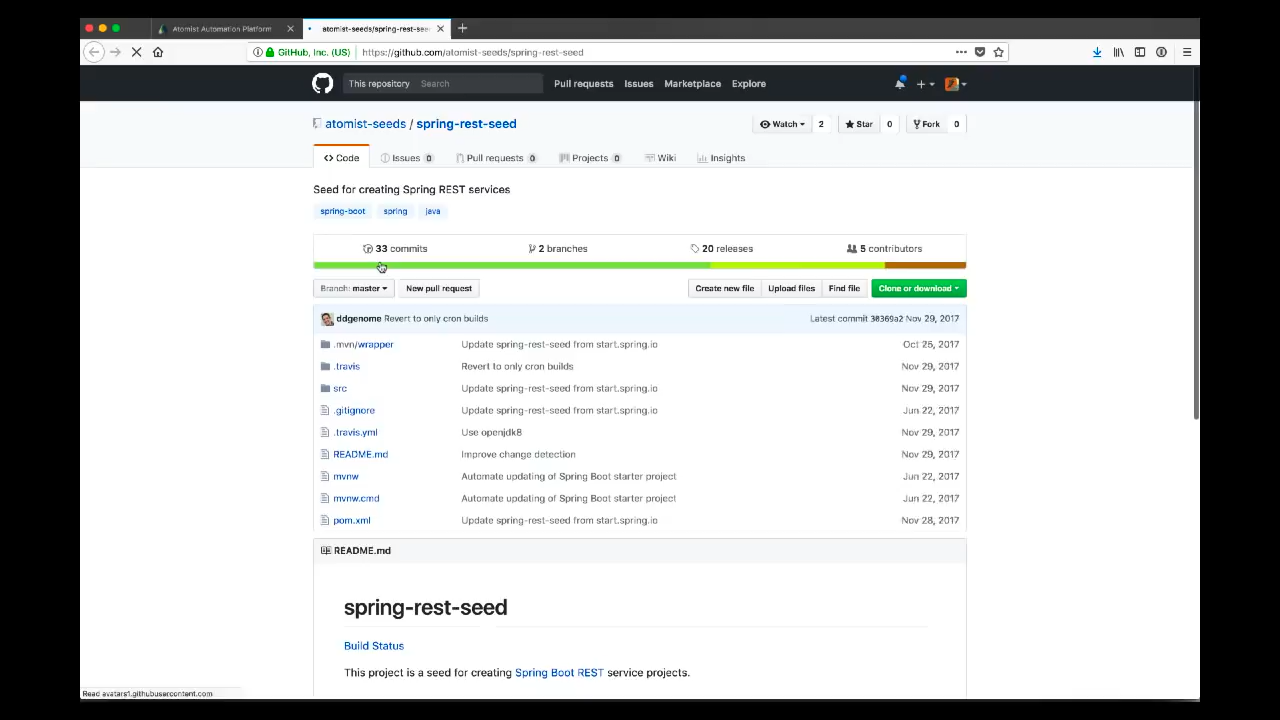 Atomist Automation Platform
atomist-seeds/spring-rest-see
GitHub, Inc. (US) https://github.com/atomist-seeds/spring-rest-seed
This repository Search Pull requests Issues Marketplace Explore
atomist-seeds / spring-rest-seed
Watch 2 Star 0 Fork 0
Code Issues 0 Pull requests 0 Projects 0 Wiki Insights
Seed for creating Spring REST services
spring-boot spring java
33 commits 2 branches 20 releases 5 contributors
Branch: master New pull request Create new file Upload files Find file Clone or download
ddgenome Revert to only cron builds Latest commit 30369a2 Nov 29, 2017
.mvn/wrapper Update spring-rest-seed from start.spring.io Oct 25, 2017
.travis Revert to only cron builds Nov 29, 2017
src Update spring-rest-seed from start.spring.io Nov 29, 2017
.gitignore Update spring-rest-seed from start.spring.io Jun 22, 2017
.travis.yml Use openjdk8 Nov 29, 2017
README.md Improve change detection Nov 29, 2017
mvnw Automate updating of Spring Boot starter project Jun 22, 2017
mvnw.cmd Automate updating of Spring Boot starter project Jun 22, 2017
pom.xml Update spring-rest-seed from start.spring.io Nov 28, 2017
README.md
spring-rest-seed
Build Status
This project is a seed for creating Spring Boot REST service projects.
Read avatars1.githubusercontent.com